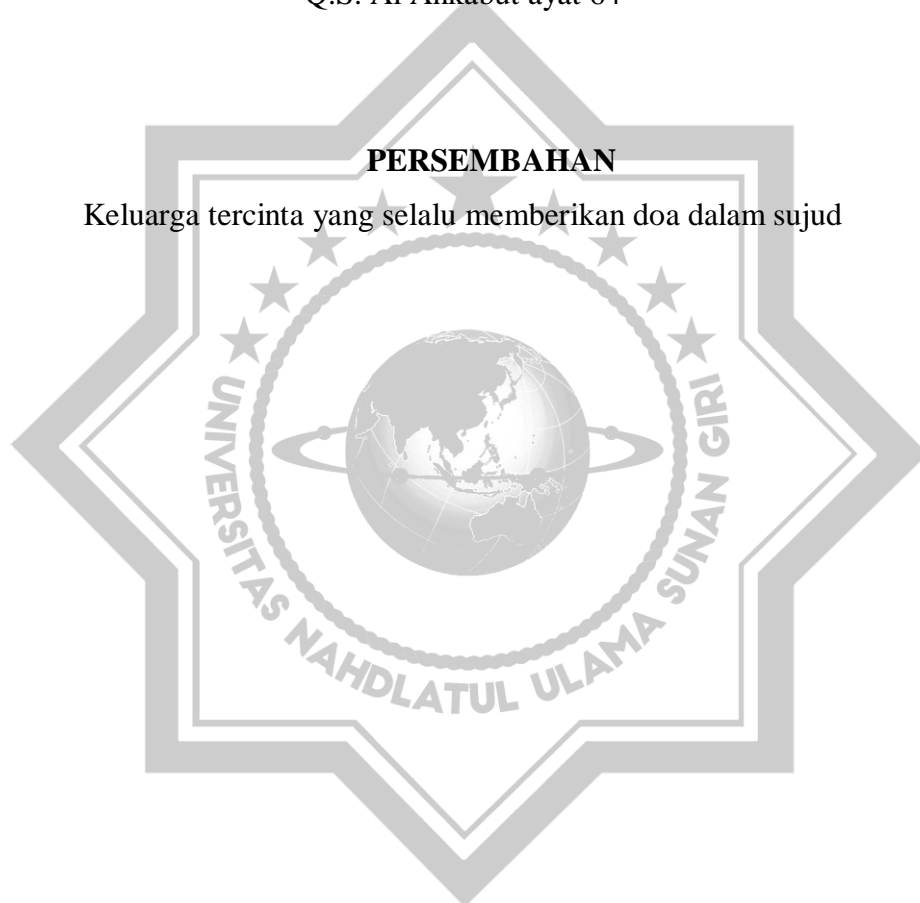 Q.S. Al-Ankabut ayat 64
PERSEMBAHAN
Keluarga tercinta yang selalu memberikan doa dalam sujud
UNIVERSITAS NAHDLATUL ULAMA SUNAN GIRI